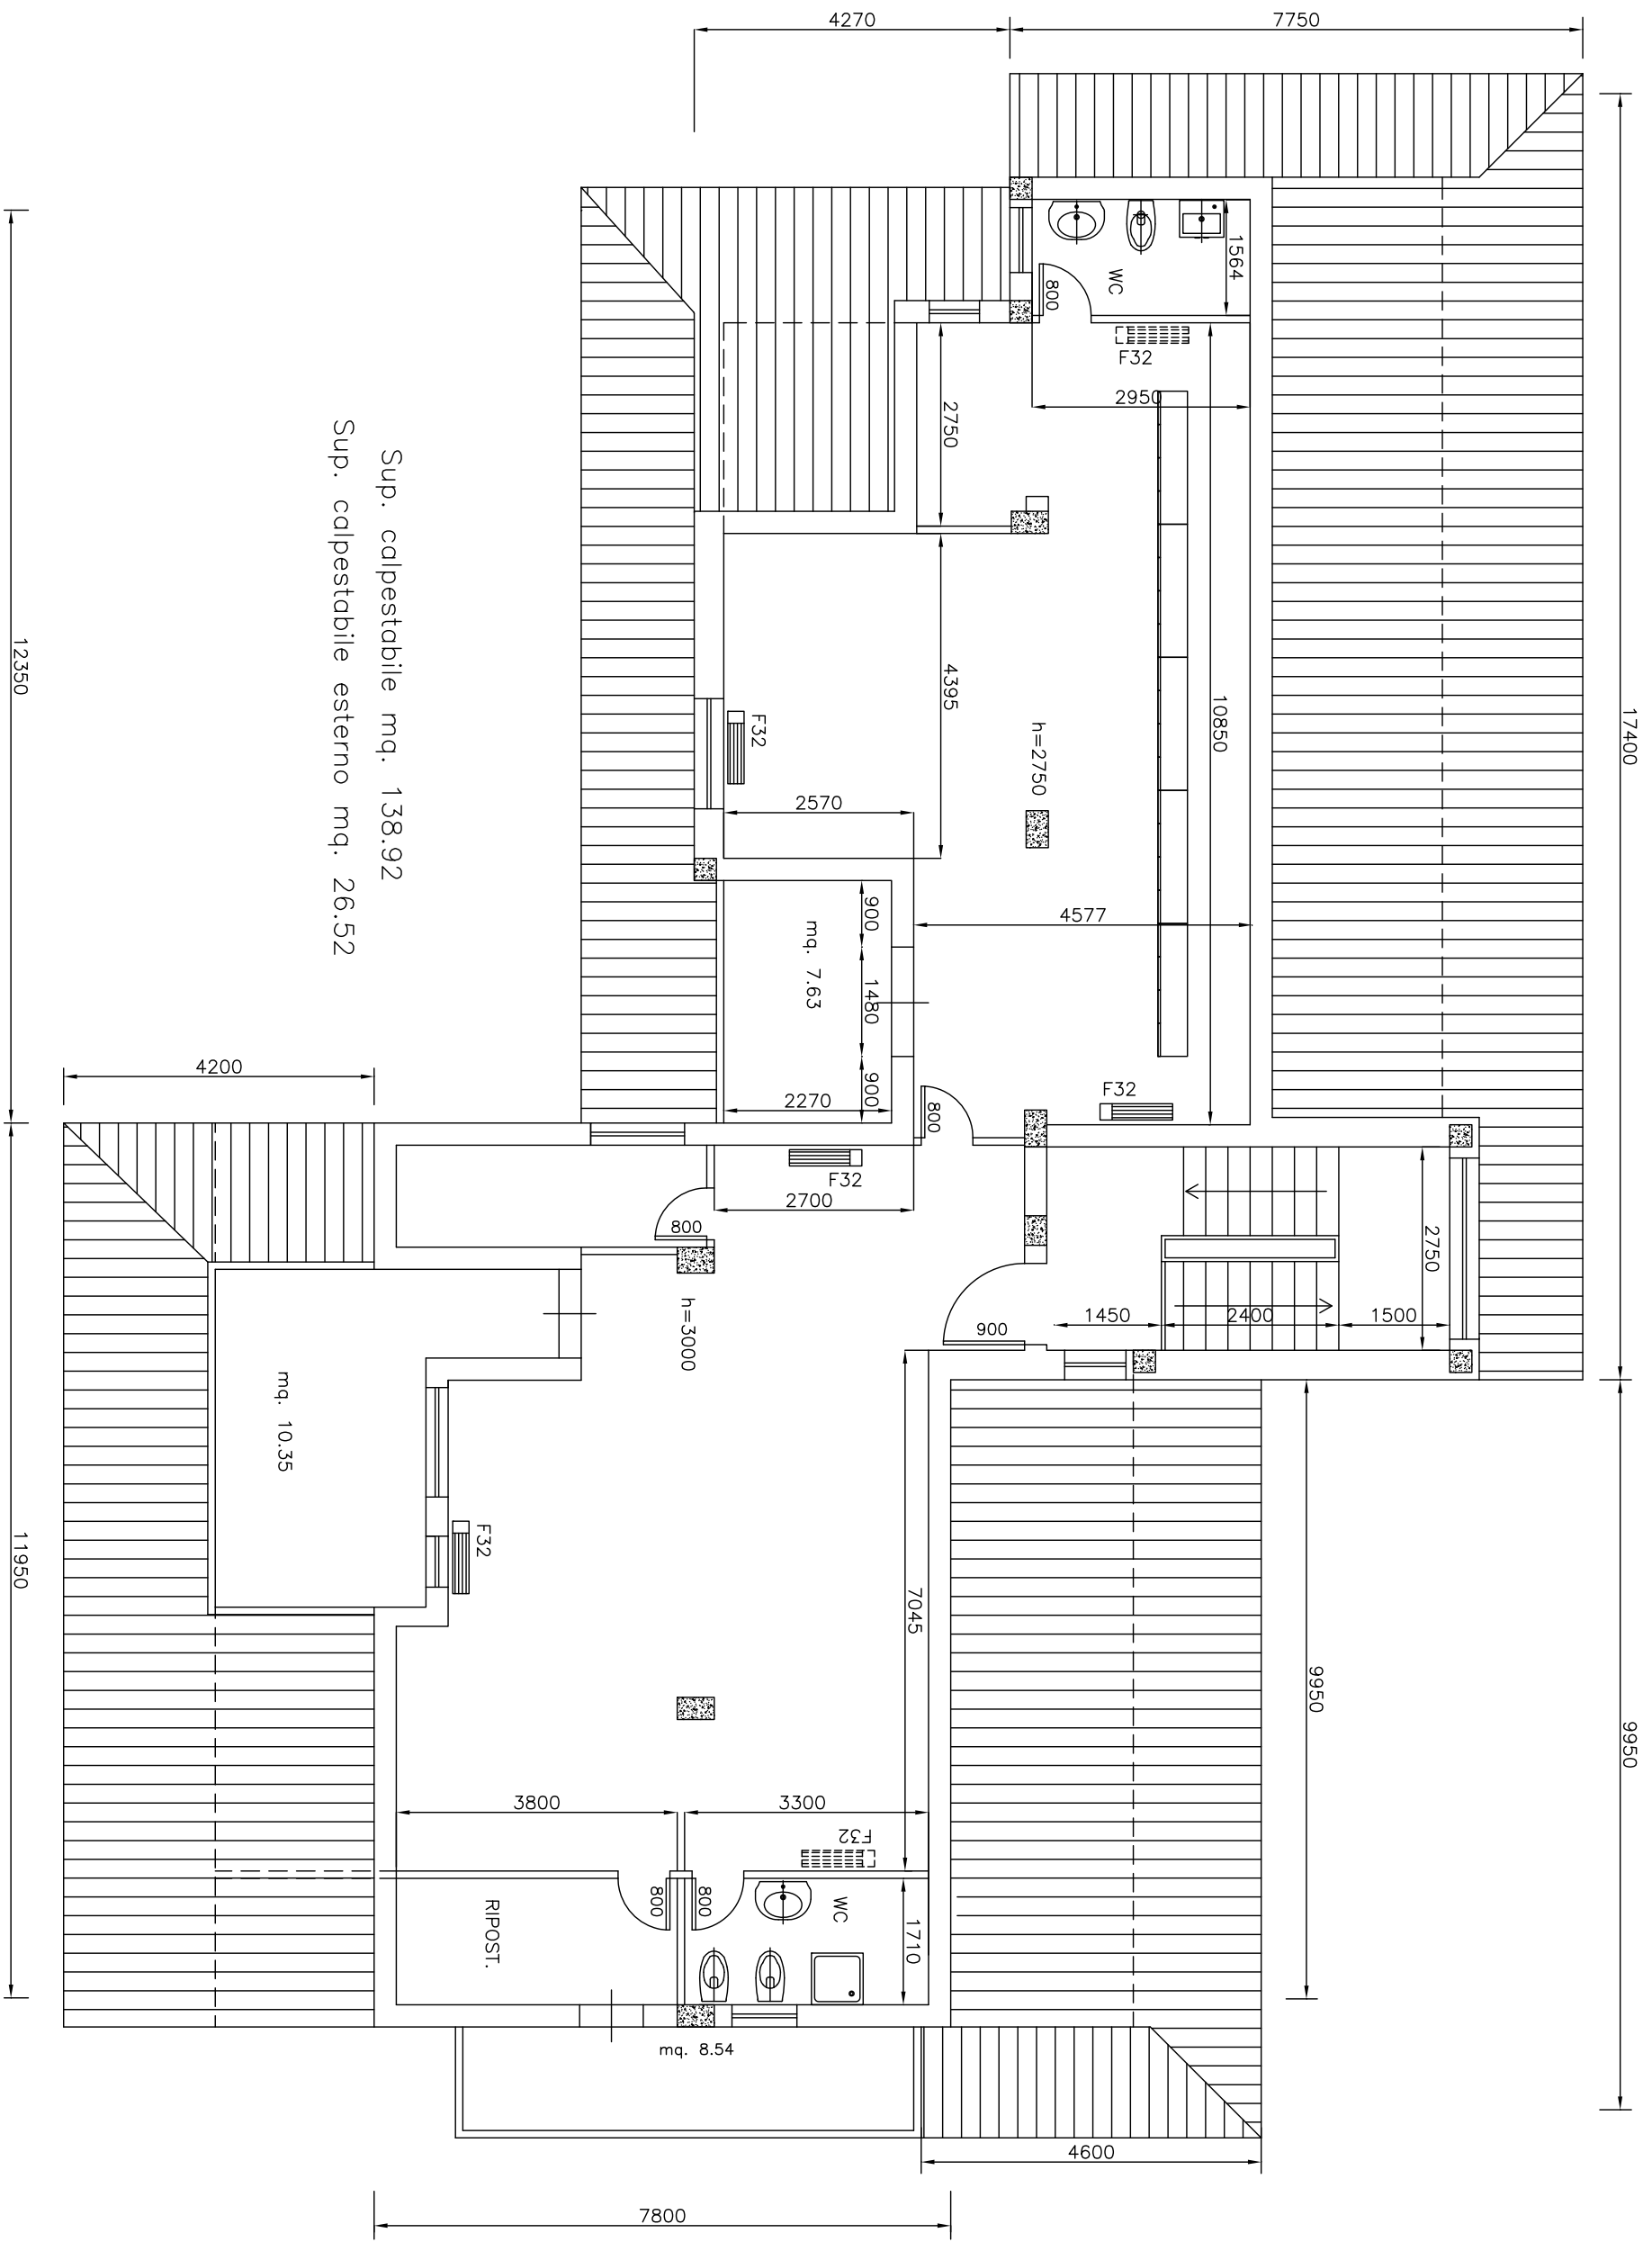 4270
7750
17400
1564
WC
800
F32
2950
2750
10850
4395
h=2750
F32
2570
4577
Sup. calpestabile mq. 138.92
Sup. calpestabile esterno mq. 26.52
12350
900
mq. 7.63
1480
900
2270
F32
800
4200
F32
2700
800
2750
1450
2400
1500
900
h=3000
mq. 10.35
F32
11950
7045
9950
9950
3800
3300
F32
800
800
WC
1710
RIPOST.
mq. 8.54
4600
7800